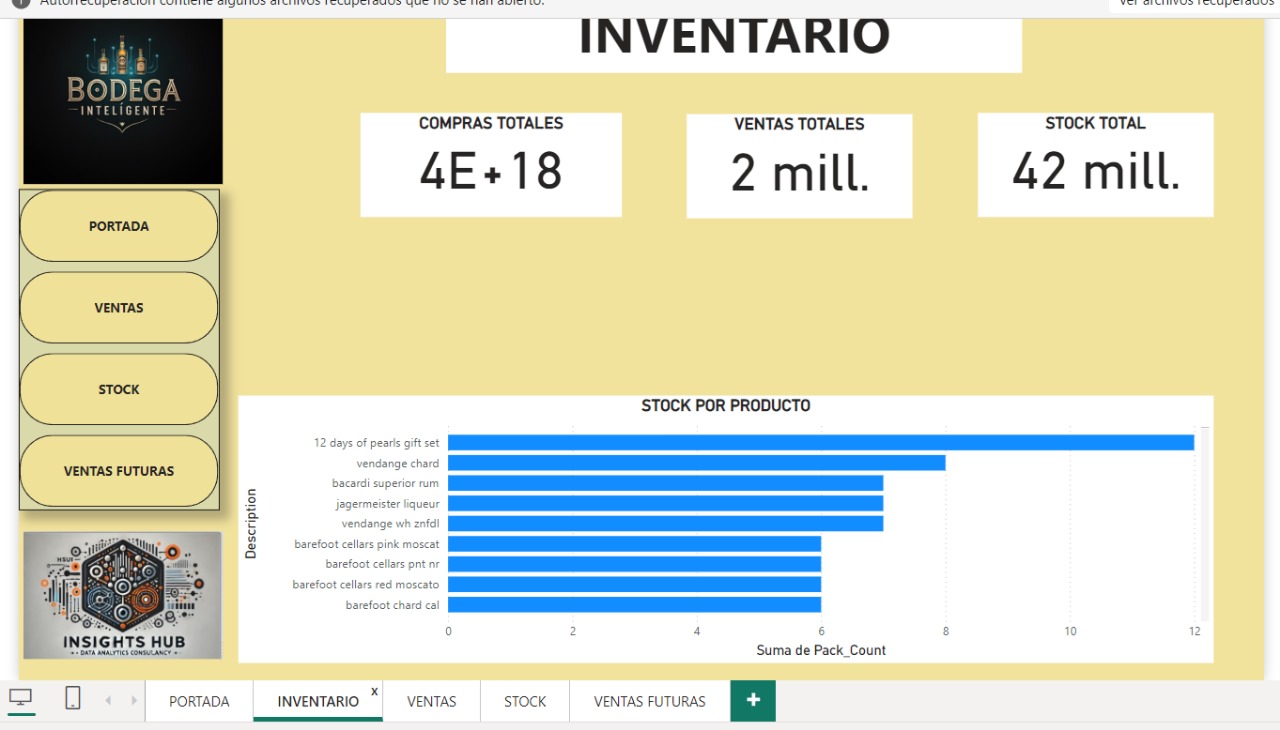 Autorrecuperación contiene algunos archivos recuperados que no se han abierto.
Ver archivos recuperados
INVENTARIO
BODEGA
INTELÍGENTE
COMPRAS TOTALES
4E+18
VENTAS TOTALES
2 mill.
STOCK TOTAL
42 mill.
PORTADA
VENTAS
STOCK
VENTAS FUTURAS
HSUI
INSIGHTS HUB
DATA ANALYTICS CONSULANCY
STOCK POR PRODUCTO
Description
12 days of pearls gift set
vendange chard
bacardi superior rum
jagermeister liqueur
vendange wh znfdl
barefoot cellars pink moscat
barefoot cellars pnt nr
barefoot cellars red moscato
barefoot chard cal
0 2 4 6 8 10 12
Suma de Pack_Count
PORTADA
INVENTARIO
x
VENTAS
STOCK
VENTAS FUTURAS
+